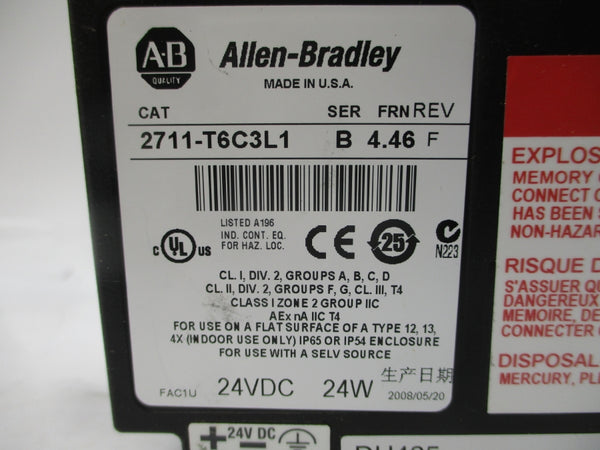 A·B
QUALITY
Allen-Bradley
MADE IN U.S.A.
CAT SER FRN REV
2711-T6C3L1 B 4.46 F
LISTED A196
IND. CONT. EQ.
FOR HAZ. LOC.
c UL us
CE
25
N223
CL. I, DIV. 2, GROUPS A, B, C, D
CL. II, DIV. 2, GROUPS F, G, CL. III, T4
CLASS I ZONE 2 GROUP IIC
AEx nA IIC T4
FOR USE ON A FLAT SURFACE OF A TYPE 12, 13,
4X (INDOOR USE ONLY) IP65 OR IP54 ENCLOSURE
FOR USE WITH A SELV SOURCE
FAC1U 24VDC 24W 生产日期
2008/05/20
+ 24V DC -
EXPLOS
MEMORY
CONNECT
HAS BEEN
NON-HAZAR
RISQUE D
S'ASSUER QU
DANGEREUX
MEMOIRE, DE
CONNECTER
DISPOSAL
MERCURY, PL